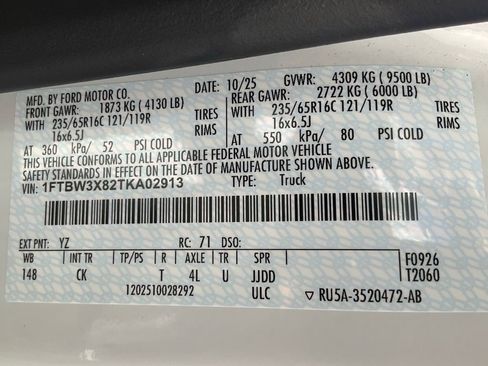 MFD. BY FORD MOTOR CO. DATE: 10/25 GVWR: 4309 KG ( 9500 LB)
FRONT GAWR: 1873 KG ( 4130 LB) REAR GAWR: 2722 KG ( 6000 LB)
WITH 235/65R16C 121/119R TIRES WITH 235/65R16C 121/119R TIRES
16x6.5J RIMS 16x6.5J RIMS
AT 360 kPa/ 52 PSI COLD AT 550 kPa/ 80 PSI COLD
THIS VEHICLE CONFORMS TO ALL APPLICABLE FEDERAL MOTOR VEHICLE
SAFETY STANDARDS IN EFFECT ON THE DATE OF MANUFACTURE SHOWN ABOVE.
VIN: 1FTBW3X82TKA02913 TYPE: Truck
EXT PNT: YZ RC: 71 DSO:
WB INT TR TP/PS R AXLE TR SPR F0926
148 CK T 4L U JJDD T2060
1202510028292 ULC ▽ RU5A-3520472-AB